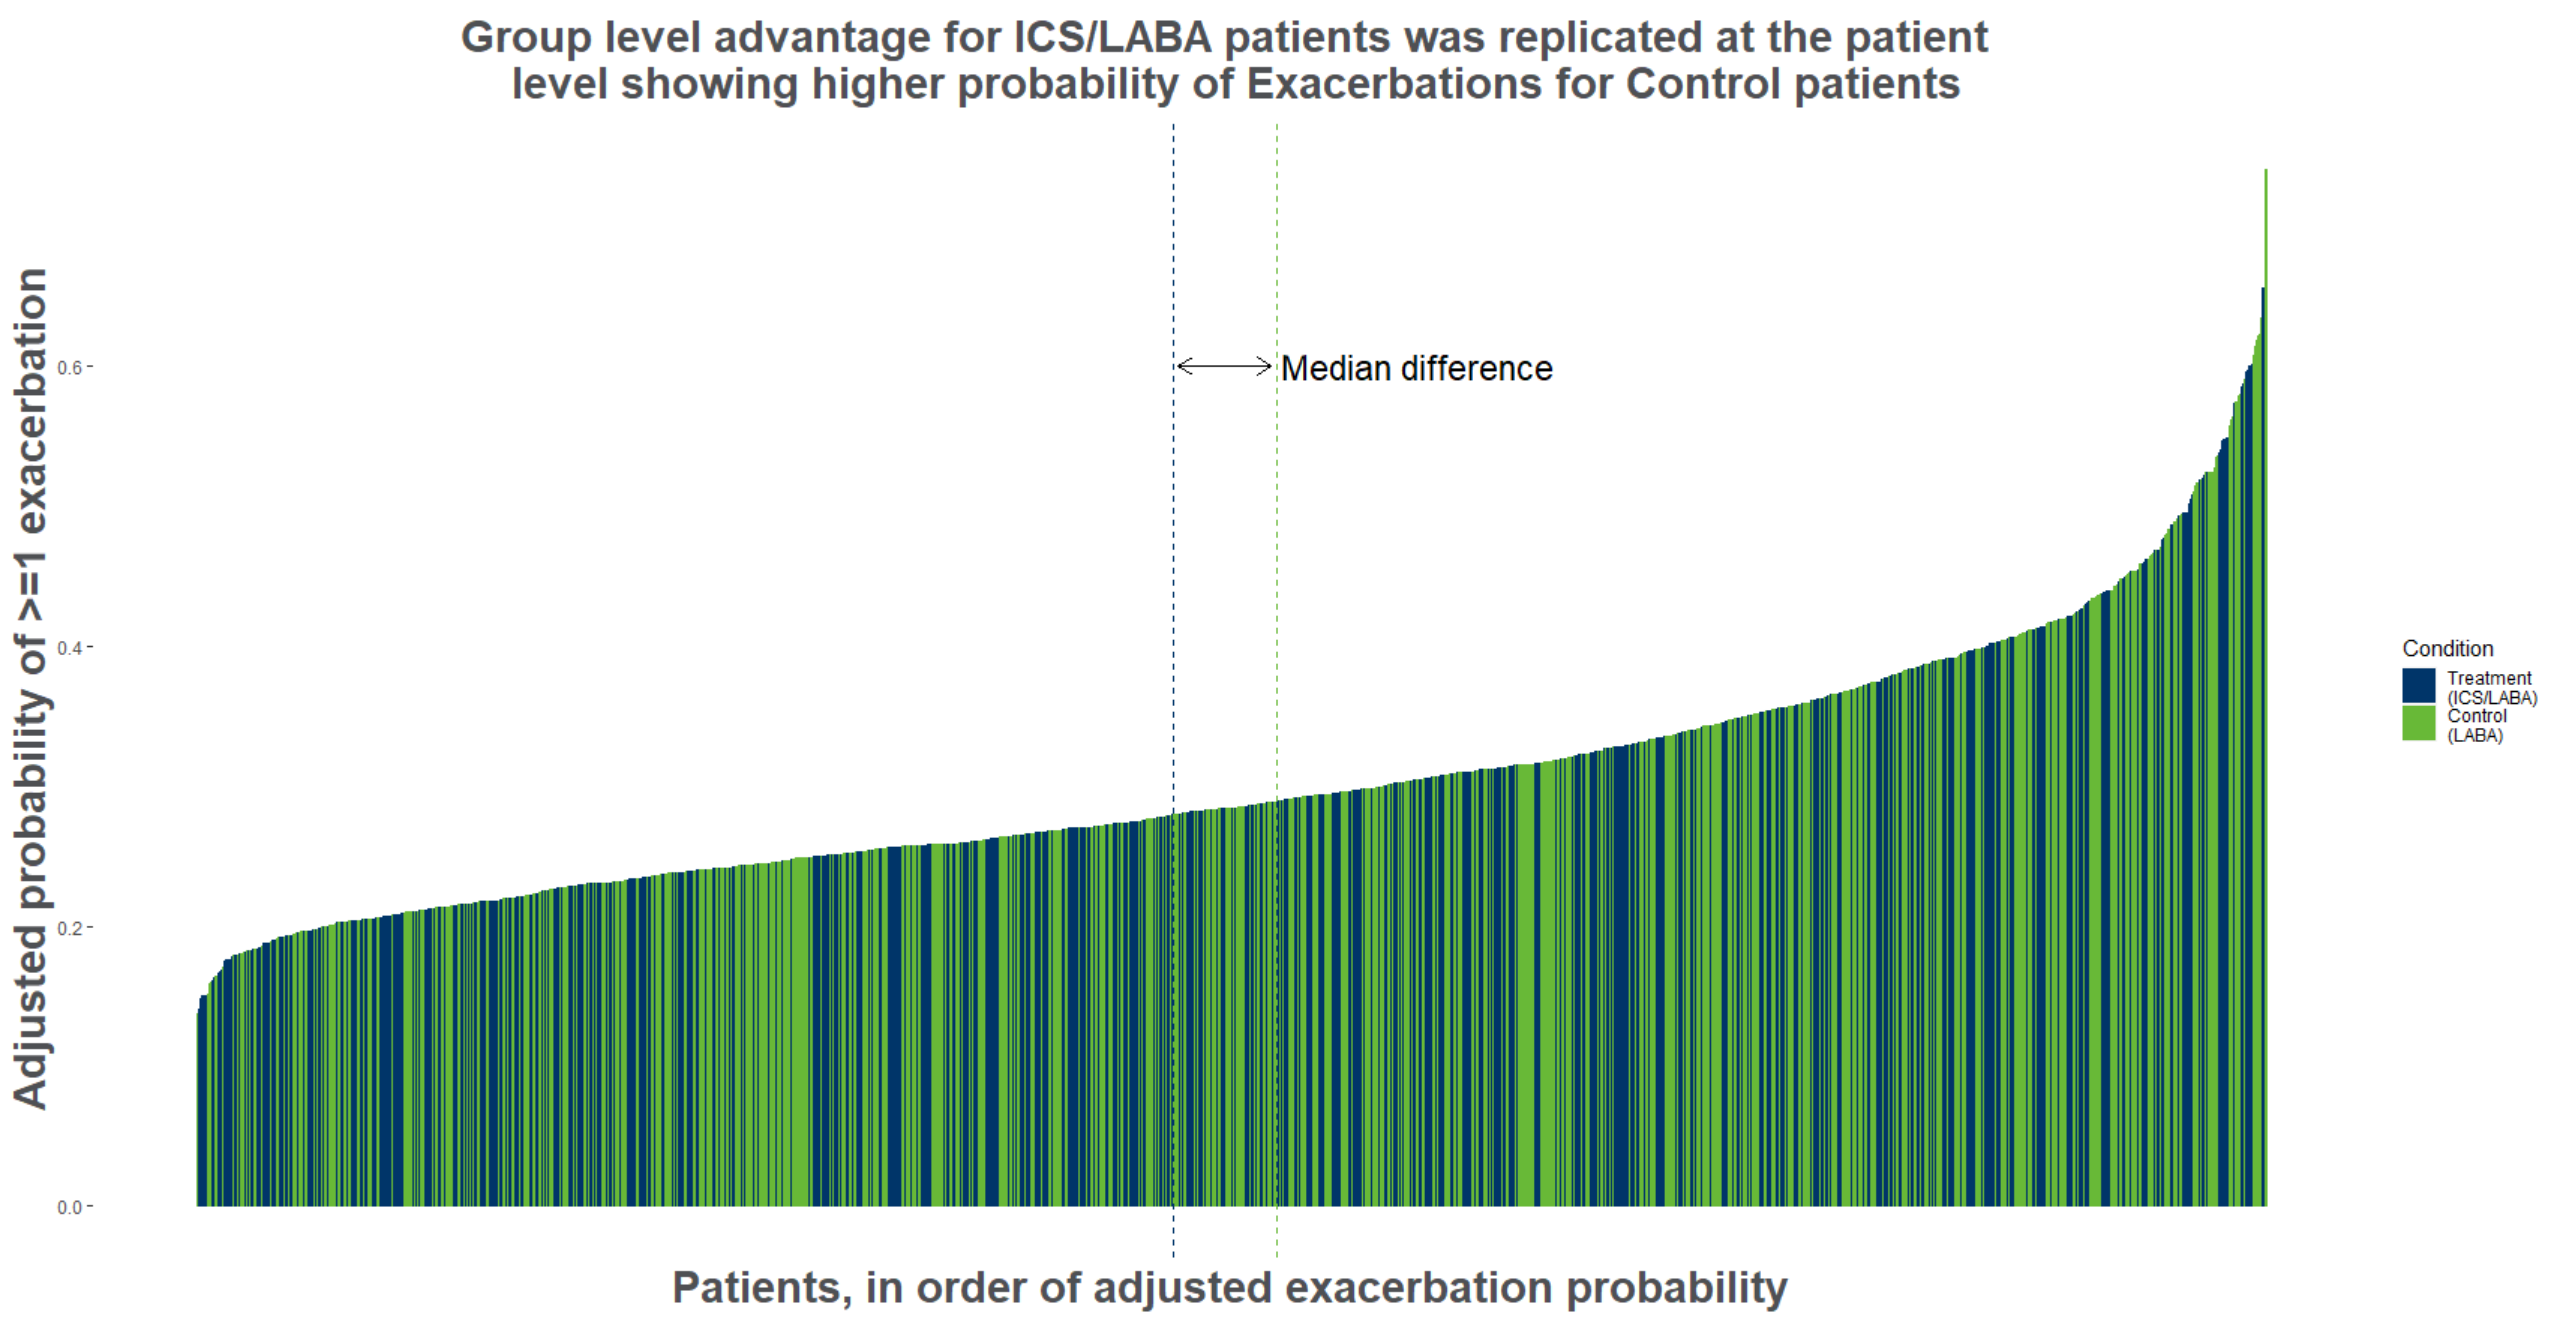 Group level advantage for ICS/LABA patients was replicated at the patient
level showing higher probability of Exacerbations for Control patients
Adjusted probability of >=1 exacerbation
0.6
Median difference
0.4
0.2
0.0
Condition
Treatment
(ICS/LABA)
Control
(LABA)
Patients, in order of adjusted exacerbation probability